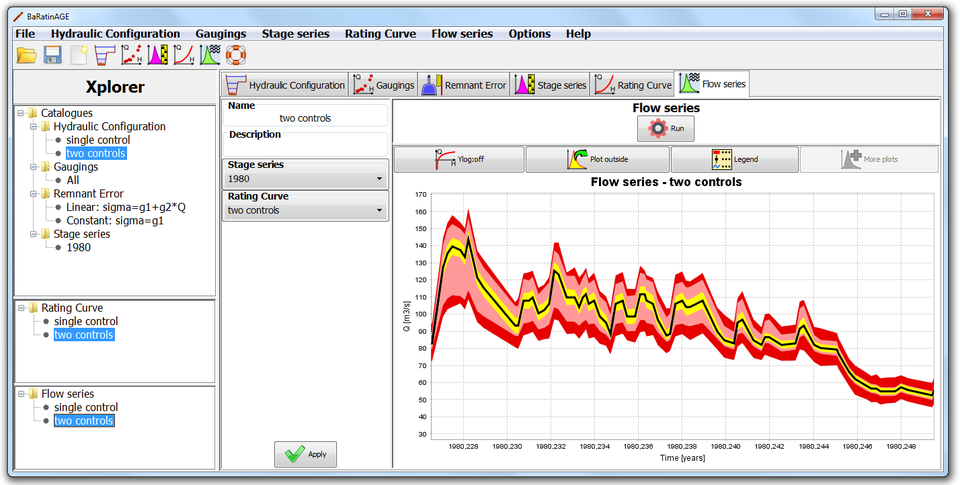 BaRatinAGE
File Hydraulic Configuration Gaugings Stage series Rating Curve Flow series Options Help
Xplorer
Catalogues
Hydraulic Configuration
single control
two controls
Gaugings
All
Remnant Error
Linear: sigma=g1+g2*Q
Constant: sigma=g1
Stage series
1980
Rating Curve
single control
two controls
Flow series
single control
two controls
Hydraulic Configuration Gaugings Remnant Error Stage series Rating Curve Flow series
Name
two controls
Description
Stage series
1980
Rating Curve
two controls
Apply
Flow series
Run
Ylog:off Plot outside Legend More plots
Flow series - two controls
Q [m3/s]
170
160
150
140
130
120
110
100
90
80
70
60
50
40
30
1980,228 1980,230 1980,232 1980,234 1980,236 1980,238 1980,240 1980,242 1980,244 1980,246 1980,248
Time [years]